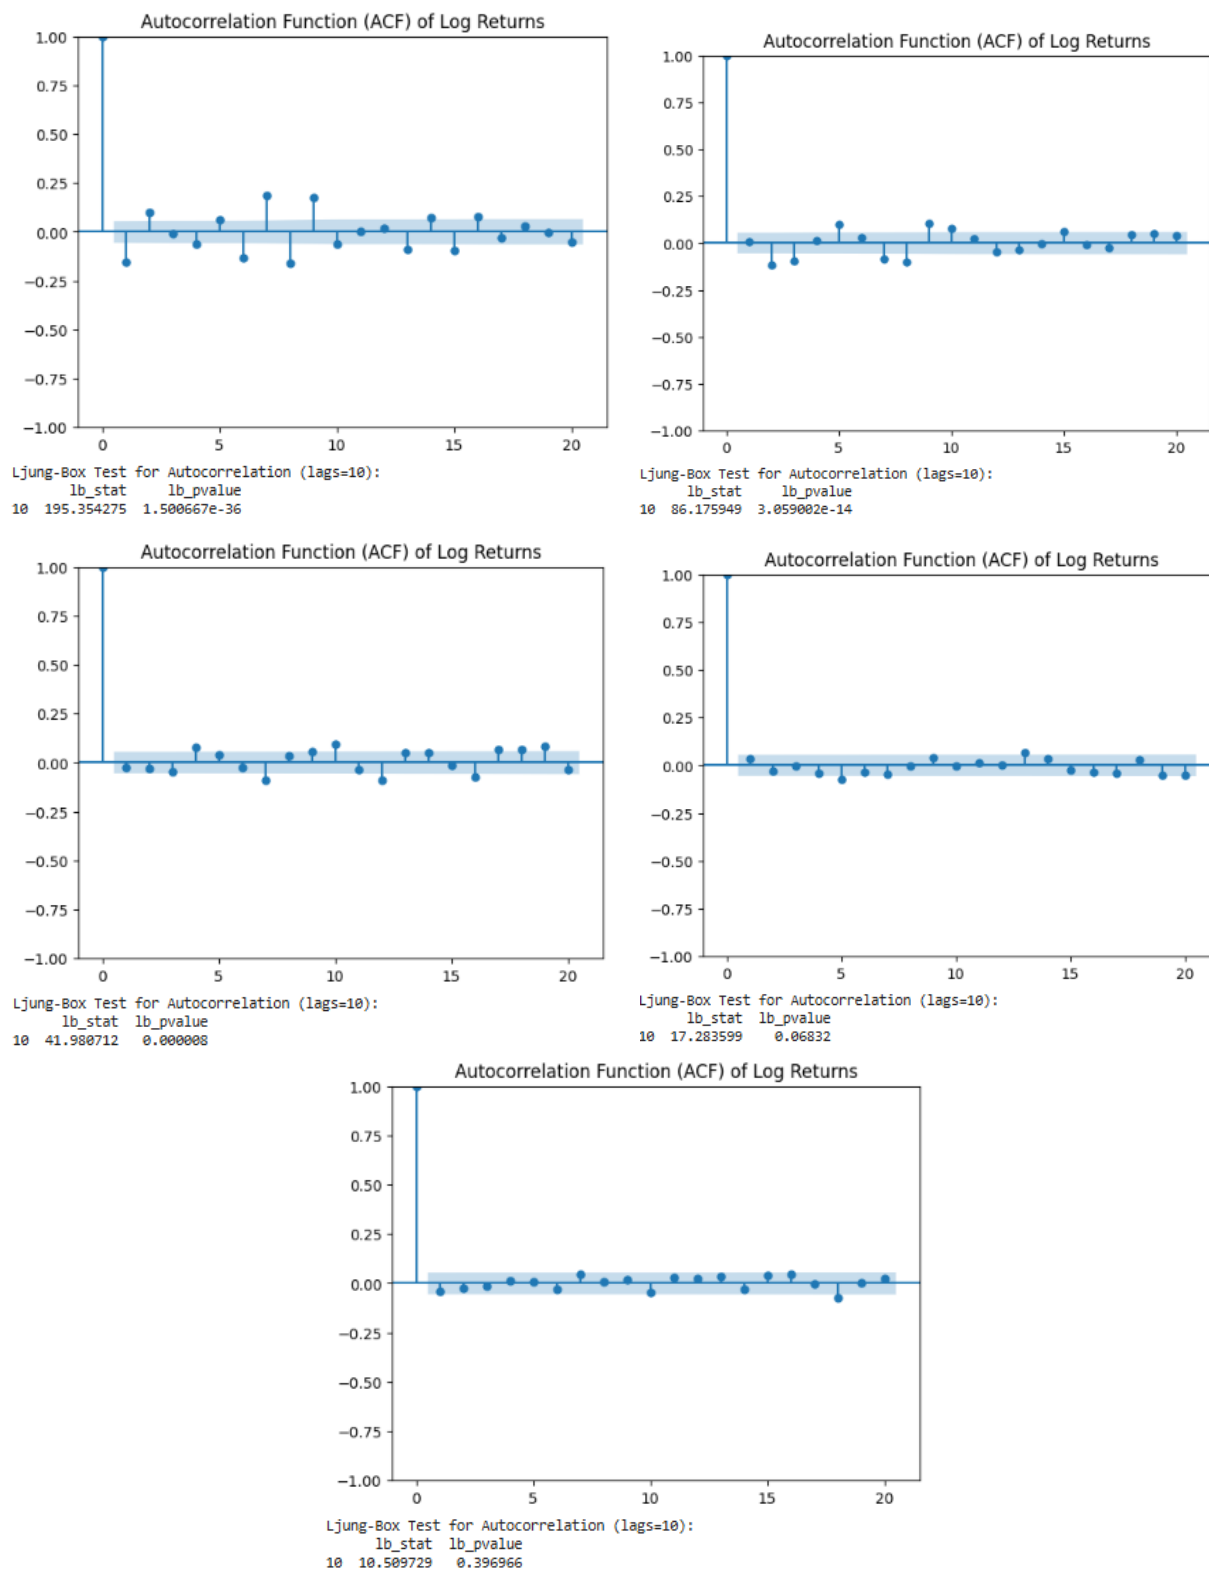 Autocorrelation Function (ACF) of Log Returns
1.00
0.75
0.50
0.25
0.00
−0.25
−0.50
−0.75
−1.00
0 5 10 15 20
Ljung-Box Test for Autocorrelation (lags=10):
lb_stat lb_pvalue
10 195.354275 1.500667e-36
Autocorrelation Function (ACF) of Log Returns
1.00
0.75
0.50
0.25
0.00
−0.25
−0.50
−0.75
−1.00
0 5 10 15 20
Ljung-Box Test for Autocorrelation (lags=10):
lb_stat lb_pvalue
10 86.175949 3.059002e-14
Autocorrelation Function (ACF) of Log Returns
1.00
0.75
0.50
0.25
0.00
−0.25
−0.50
−0.75
−1.00
0 5 10 15 20
Ljung-Box Test for Autocorrelation (lags=10):
lb_stat lb_pvalue
10 41.980712 0.000008
Autocorrelation Function (ACF) of Log Returns
1.00
0.75
0.50
0.25
0.00
−0.25
−0.50
−0.75
−1.00
0 5 10 15 20
Ljung-Box Test for Autocorrelation (lags=10):
lb_stat lb_pvalue
10 17.283599 0.06832
Autocorrelation Function (ACF) of Log Returns
1.00
0.75
0.50
0.25
0.00
−0.25
−0.50
−0.75
−1.00
0 5 10 15 20
Ljung-Box Test for Autocorrelation (lags=10):
lb_stat lb_pvalue
10 10.509729 0.396966